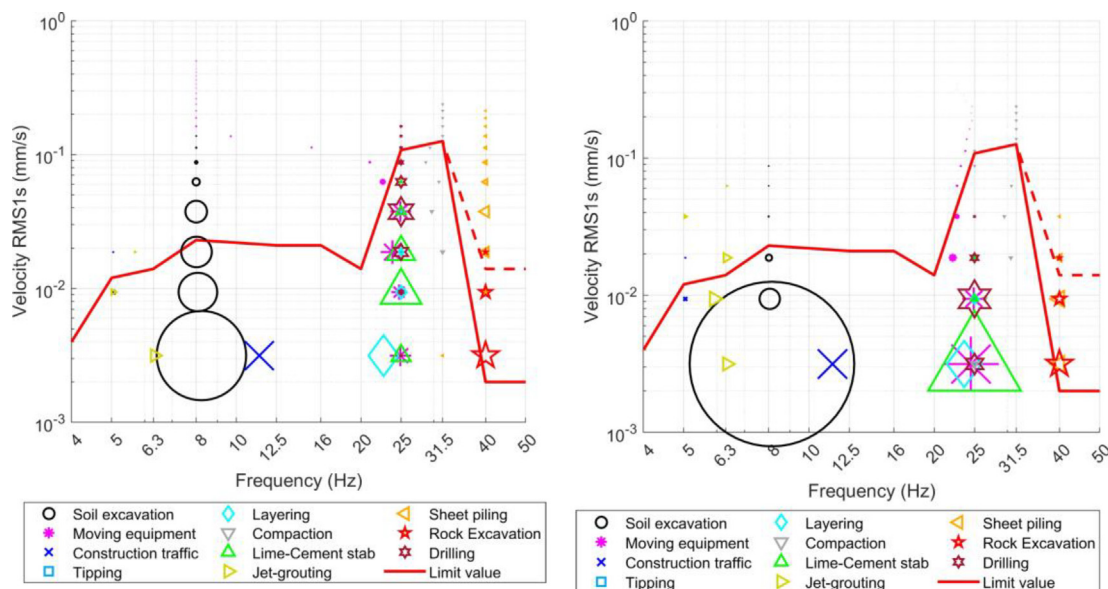 10^0
10^-1
10^-2
10^-3
Velocity RMS1s (mm/s)
4 5 6.3 8 10 12.5 16 20 25 31.5 40 50
Frequency (Hz)
Soil excavation Layering Sheet piling
Moving equipment Compaction Rock Excavation
Construction traffic Lime-Cement stab Drilling
Tipping Jet-grouting Limit value
10^0
10^-1
10^-2
10^-3
Velocity RMS1s (mm/s)
4 5 6.3 8 10 12.5 16 20 25 31.5 40 50
Frequency (Hz)
Soil excavation Layering Sheet piling
Moving equipment Compaction Rock Excavation
Construction traffic Lime-Cement stab Drilling
Tipping Jet-grouting Limit value